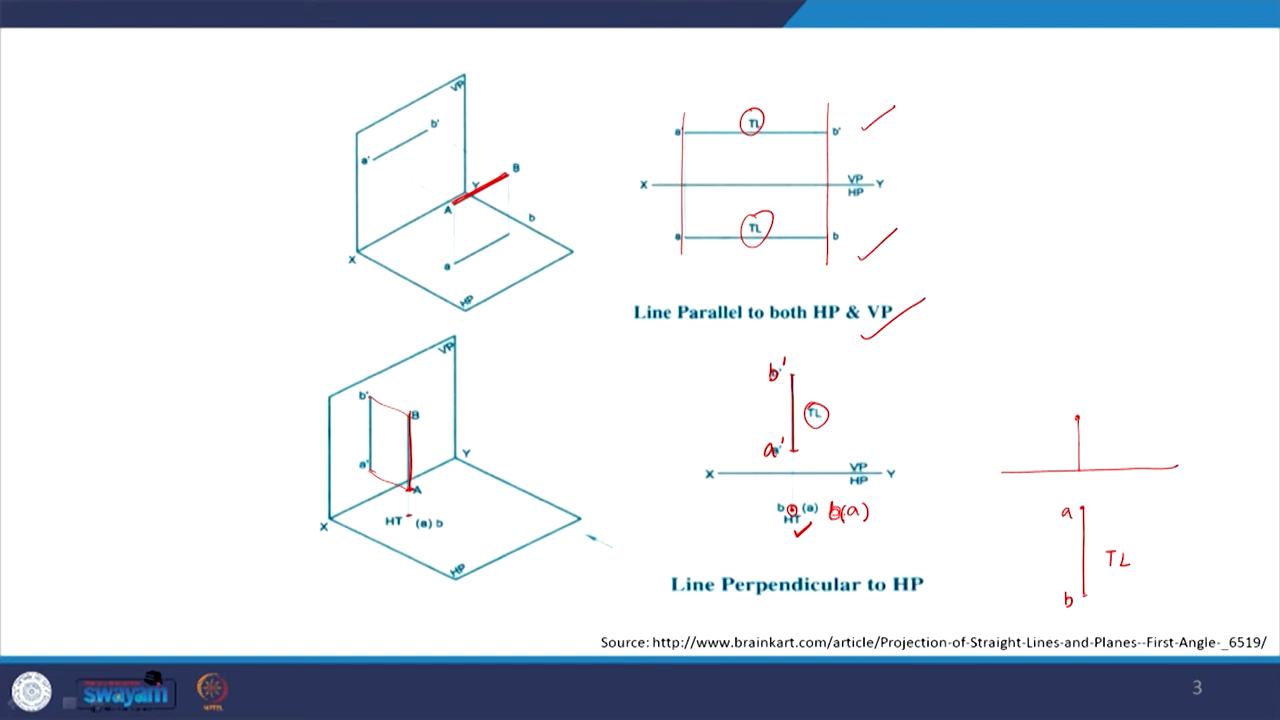 VP
b'
a'
B
Y
A
b
X
a
HP
a' TL b'
X VP Y
HP
a TL b
Line Parallel to both HP & VP
VP
b'
B
a'
Y
A
X
HT (a) b
HP
b'
TL
a'
X VP Y
HP
b (a) b(a)
HT
Line Perpendicular to HP
a
TL
b
Source: http://www.brainkart.com/article/Projection-of-Straight-Lines-and-Planes--First-Angle-_6519/
swayam
3